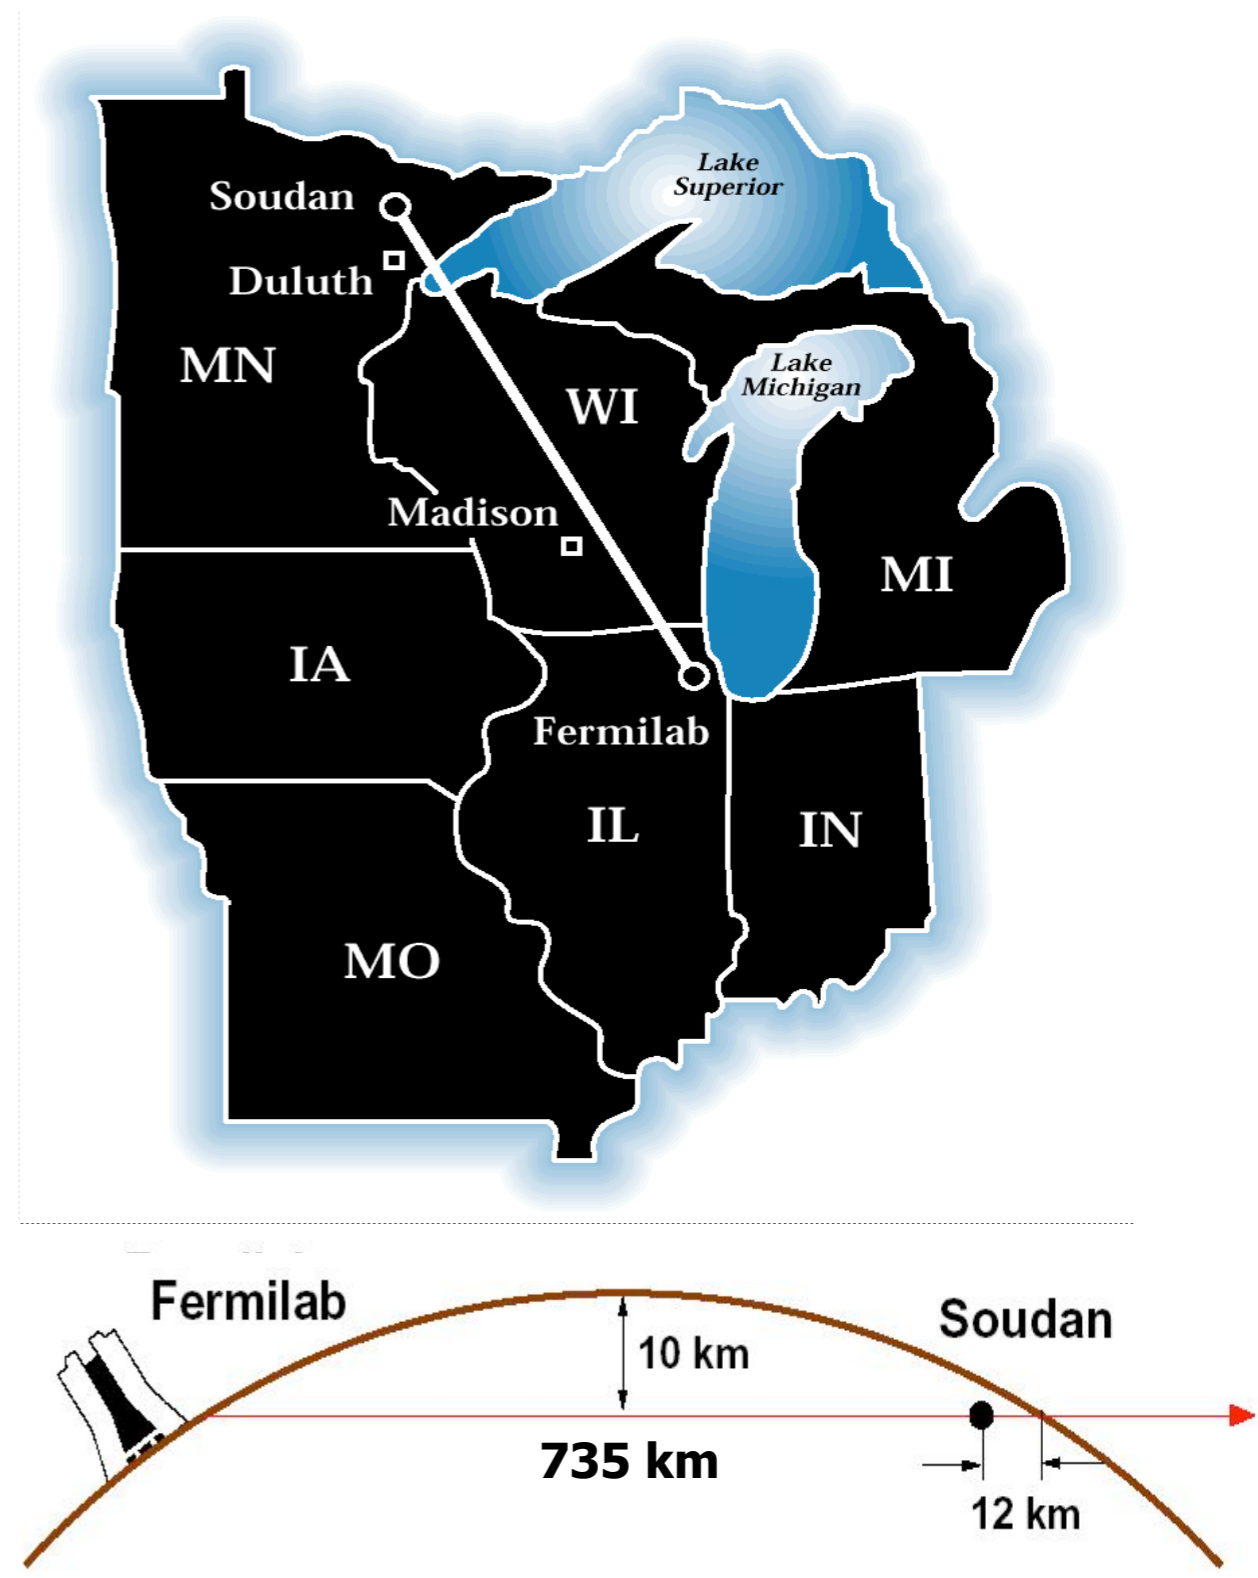 Lake
Superior
Soudan
Duluth
MN
Lake
Michigan
WI
Madison
MI
IA
Fermilab
IL
IN
MO
Fermilab
Soudan
10 km
735 km
12 km